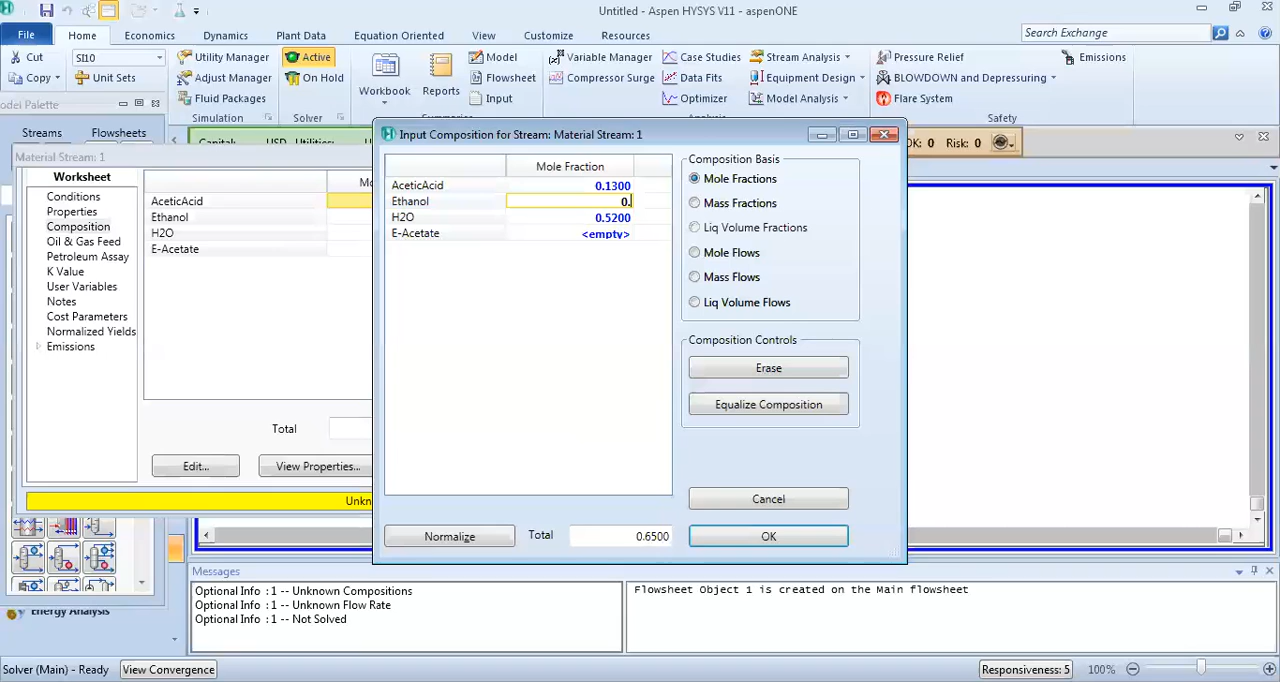 Untitled - Aspen HYSYS V11 - aspenONE
File
Home
Economics
Dynamics
Plant Data
Equation Oriented
View
Customize
Resources
Search Exchange
Cut
SI10
Utility Manager
Active
Model
Variable Manager
Case Studies
Stream Analysis
Pressure Relief
Emissions
Copy
Unit Sets
Adjust Manager
On Hold
Workbook
Reports
Flowsheet
Compressor Surge
Data Fits
Equipment Design
BLOWDOWN and Depressuring
Fluid Packages
Input
Optimizer
Model Analysis
Flare System
Simulation
Solver
Safety
odel Palette
Streams
Flowsheets
Capital:
USD
Utilities:
OK: 0
Risk: 0
Material Stream: 1
Worksheet
Conditions
Properties
Composition
Oil & Gas Feed
Petroleum Assay
K Value
User Variables
Notes
Cost Parameters
Normalized Yields
Emissions
Mo
AceticAcid
Ethanol
H2O
E-Acetate
Total
Edit...
View Properties...
Unkn
Input Composition for Stream: Material Stream: 1
Mole Fraction
AceticAcid 0.1300
Ethanol 0.
H2O 0.5200
E-Acetate <empty>
Normalize
Total 0.6500
Composition Basis
Mole Fractions
Mass Fractions
Liq Volume Fractions
Mole Flows
Mass Flows
Liq Volume Flows
Composition Controls
Erase
Equalize Composition
Cancel
OK
Energy Analysis
Messages
Optional Info : 1 -- Unknown Compositions
Optional Info : 1 -- Unknown Flow Rate
Optional Info : 1 -- Not Solved
Flowsheet Object 1 is created on the Main flowsheet
Solver (Main) - Ready
View Convergence
Responsiveness: 5
100%